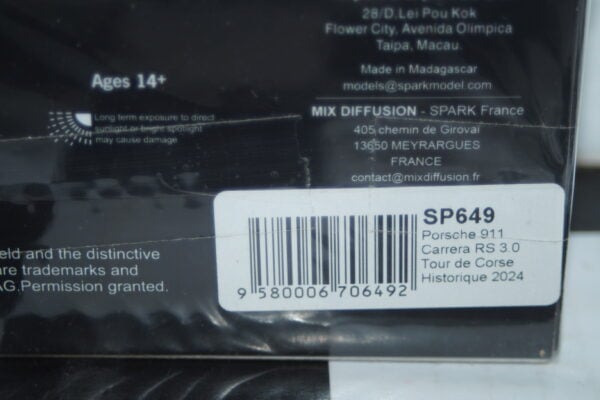 28/D.Lei Pou Kok
Flower City, Avenida Olimpica
Taipa, Macau.
Made in Madagascar
models@sparkmodel.com
MIX DIFFUSION - SPARK France
405 chemin de Giroval
13650 MEYRARGUES
FRANCE
contact@mixdiffusion.fr
Ages 14+
Long term exposure to direct
sunlight or bright spotlight
may cause damage
SP649
Porsche 911
Carrera RS 3.0
Tour de Corse
Historique 2024
9 580006 706492
eld and the distinctive
are trademarks and
AG.Permission granted.